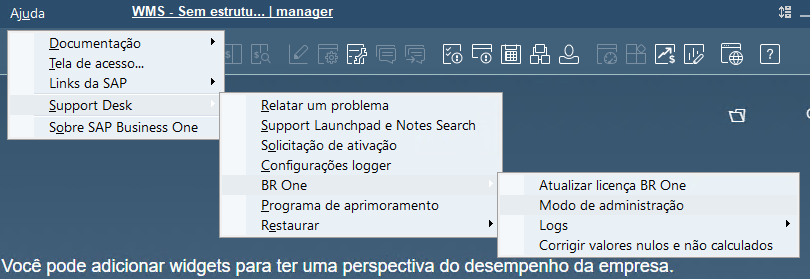 Ajuda
WMS - Sem estrutu... | manager
Documentação
Tela de acesso...
Links da SAP
Support Desk
Sobre SAP Business One
Relatar um problema
Support Launchpad e Notes Search
Solicitação de ativação
Configurações logger
BR One
Programa de aprimoramento
Restaurar
Atualizar licença BR One
Modo de administração
Logs
Corrigir valores nulos e não calculados
Você pode adicionar widgets para ter uma perspectiva do desempenho da empresa.